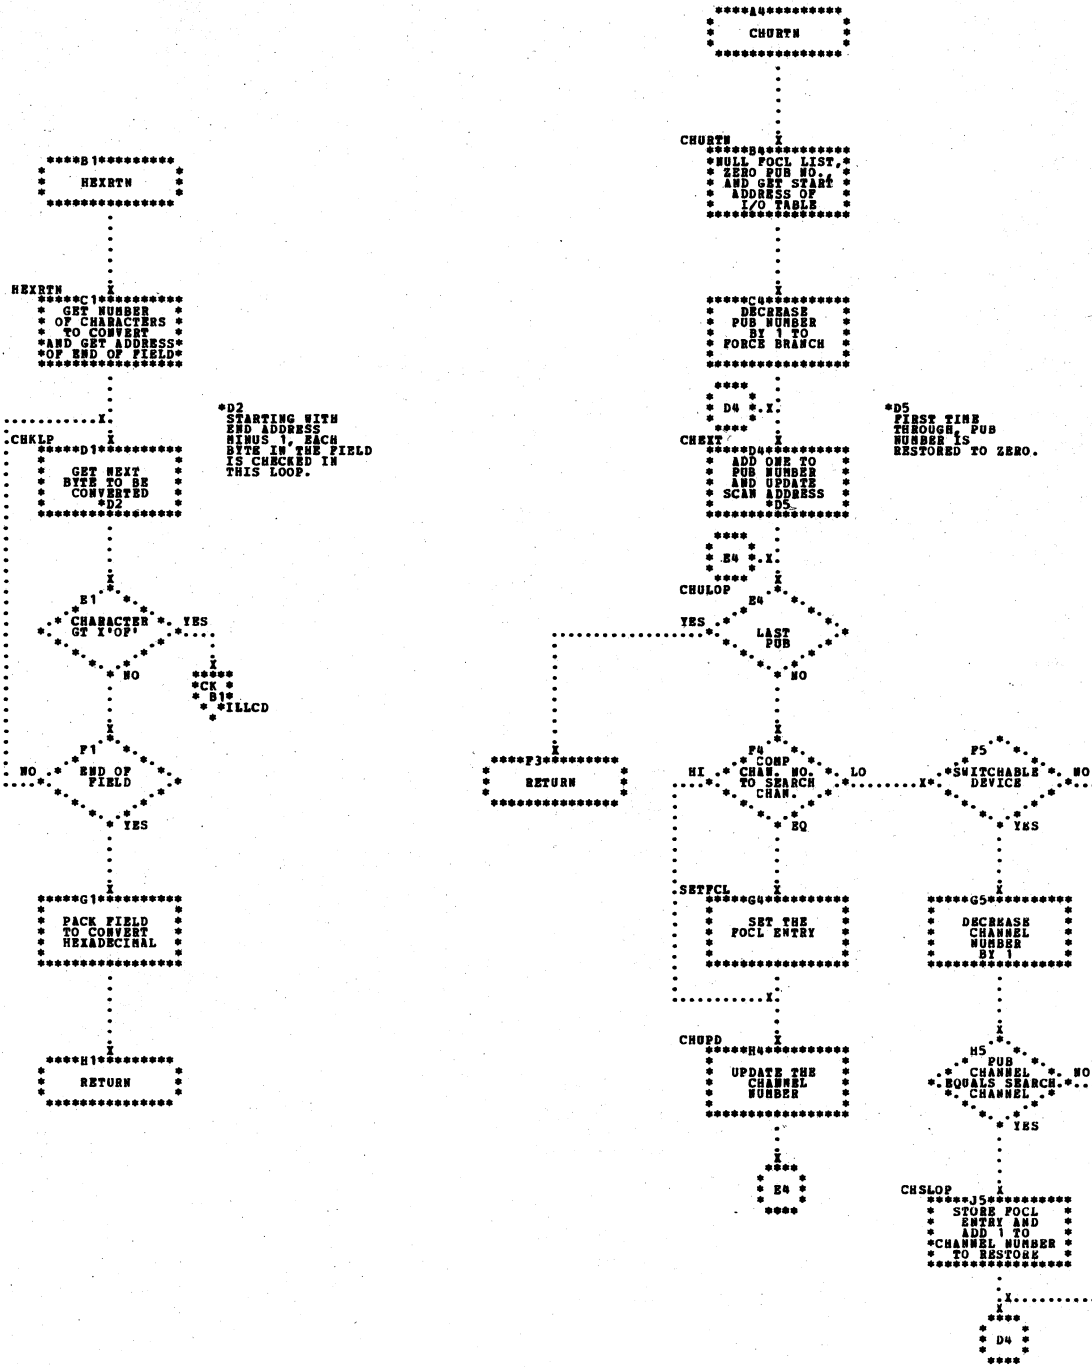 B1
HEXRTN
HEXRTN
C1
GET NUMBER
OF CHARACTERS
TO CONVERT
AND GET ADDRESS
OF END OF FIELD
CHKLP
D1
GET NEXT
BYTE TO BE
CONVERTED
*D2
*D2
STARTING WITH
END ADDRESS
MINUS 1, EACH
BYTE IN THE FIELD
IS CHECKED IN
THIS LOOP.
E1
CHARACTER
GT X'0F'
YES
NO
CK
B1
ILLCD
F1
END OF
FIELD
NO
YES
G1
PACK FIELD
TO CONVERT
HEXADECIMAL
H1
RETURN
A4
CHURTN
CHURTN
B4
NULL FOCL LIST,
ZERO PUB NO.,
AND GET START
ADDRESS OF
I/O TABLE
C4
DECREASE
PUB NUMBER
BY 1 TO
FORCE BRANCH
D4
CHEXT
D4
ADD ONE TO
PUB NUMBER
AND UPDATE
SCAN ADDRESS
*D5
*D5
FIRST TIME
THROUGH, PUB
NUMBER IS
RESTORED TO ZERO.
E4
CHULOP
E4
LAST
PUB
YES
NO
F3
RETURN
F4
COMP
CHAN. NO.
TO SEARCH
CHAN.
HI
LO
EQ
F5
SWITCHABLE
DEVICE
NO
YES
SETFCL
G4
SET THE
FOCL ENTRY
G5
DECREASE
CHANNEL
NUMBER
BY 1
CHUPD
H4
UPDATE THE
CHANNEL
NUMBER
H5
PUB
CHANNEL
EQUALS SEARCH
CHANNEL
NO
YES
E4
CHSLOP
J5
STORE FOCL
ENTRY AND
ADD 1 TO
CHANNEL NUMBER
TO RESTORE
D4